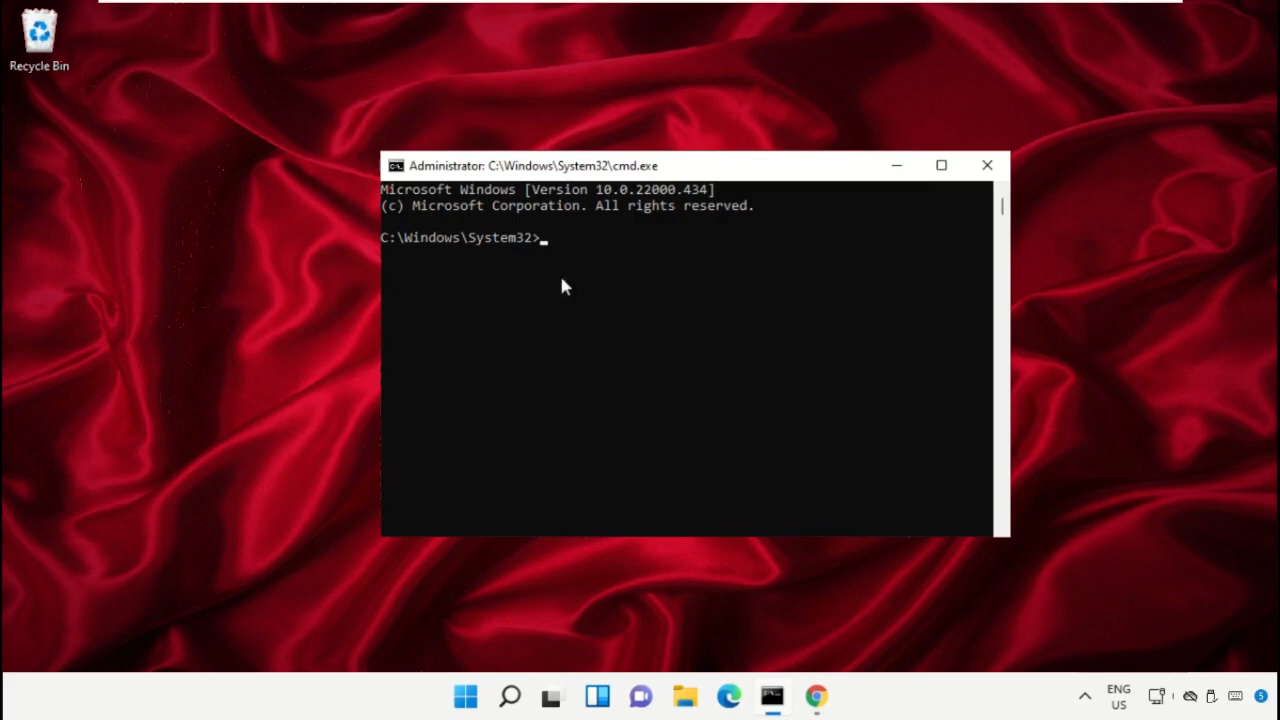 Recycle Bin
Administrator: C:\Windows\System32\cmd.exe
Microsoft Windows [Version 10.0.22000.434]
(c) Microsoft Corporation. All rights reserved.
C:\Windows\System32>
ENG
US
5